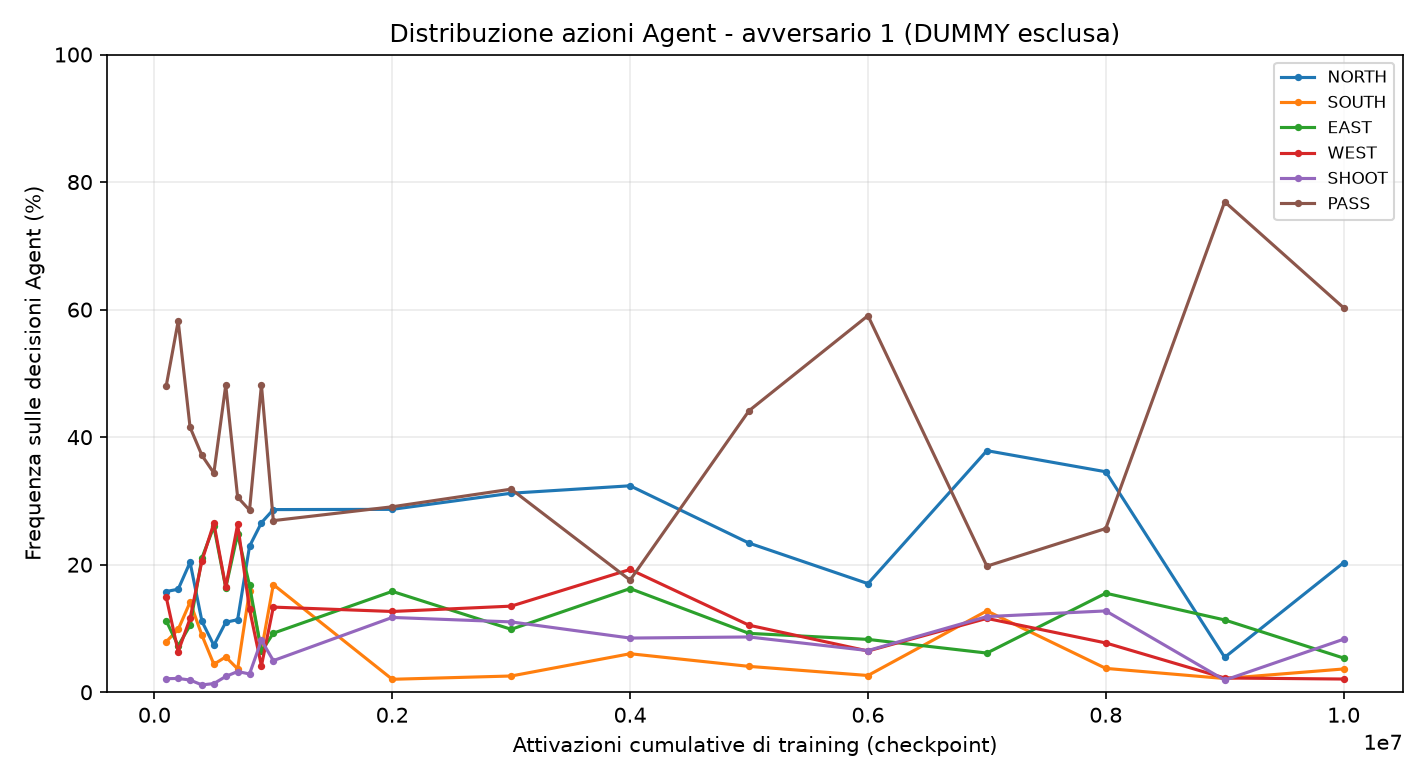 Distribuzione azioni Agent - avversario 1 (DUMMY esclusa)
Frequenza sulle decisioni Agent (%)
100
80
60
40
20
0
NORTH
SOUTH
EAST
WEST
SHOOT
PASS
0.0 0.2 0.4 0.6 0.8 1.0
1e7
Attivazioni cumulative di training (checkpoint)